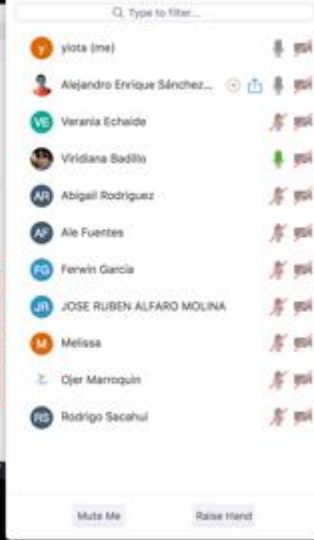 Type to filter...
y yiota (me)
Alejandro Enrique Sánchez...
VE Verania Echaide
Viridiana Badillo
AR Abigail Rodriguez
AF Ale Fuentes
FG Ferwin Garcia
JR JOSE RUBEN ALFARO MOLINA
M Melissa
Ojer Marroquin
RS Rodrigo Sacahui
Mute Me Raise Hand